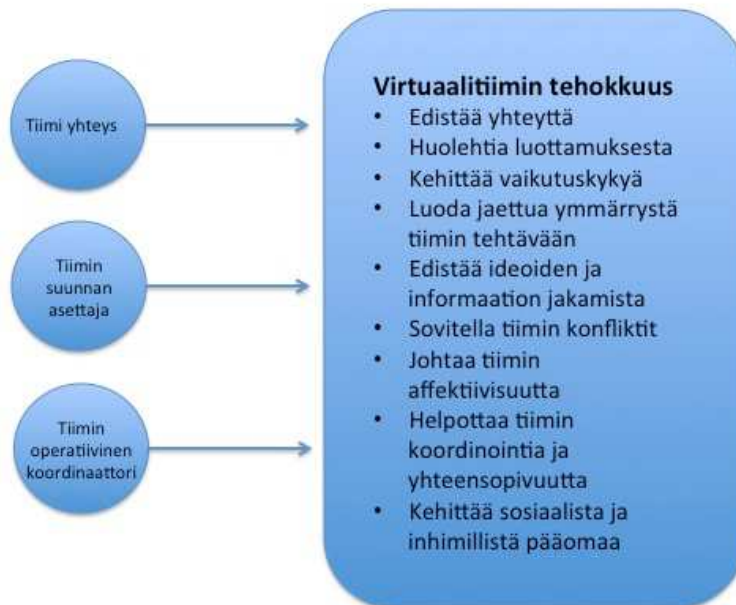 Tiimi yhteys
Tiimin
suunnan
asettaja
Tiimin
operatiivinen
koordinaattori
Virtuaalitiimin tehokkuus
• Edistää yhteyttä
• Huolehtia luottamuksesta
• Kehittää vaikutuskykyä
• Luoda jaettua ymmärrystä
tiimin tehtävään
• Edistää ideoiden ja
informaation jakamista
• Sovitella tiimin konfliktit
• Johtaa tiimin
affektiivisuutta
• Helpottaa tiimin
koordinointia ja
yhteensopivuutta
• Kehittää sosiaalista ja
inhimillistä pääomaa